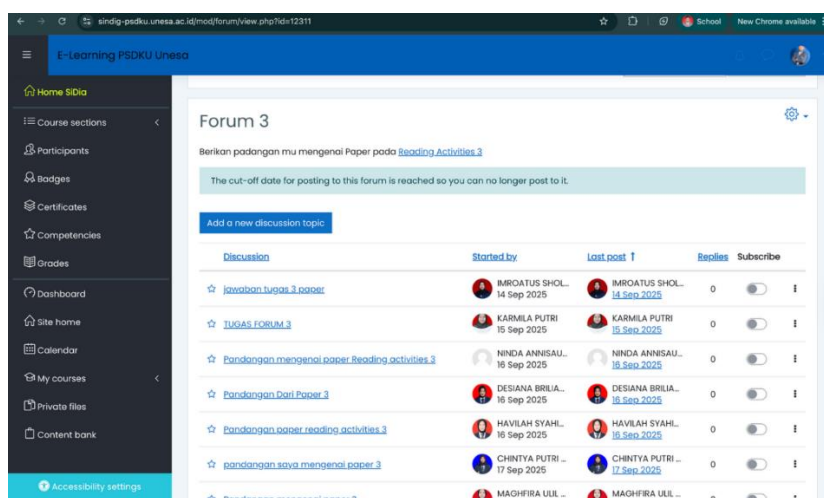 sindig-psdku.unesa.ac.id/mod/forum/view.php?id=12311
School
New Chrome available
E-Learning PSDKU Unesa
Home SiDia
Course sections
Participants
Badges
Certificates
Competencies
Grades
Dashboard
Site home
Calendar
My courses
Private files
Content bank
Accessibility settings
Forum 3
Berikan padangan mu mengenai Paper pada Reading Activities 3
The cut-off date for posting to this forum is reached so you can no longer post to it.
Add a new discussion topic
Discussion Started by Last post ↑ Replies Subscribe
jawaban tugas 3 paper IMROATUS SHOL... IMROATUS SHOL... 0
14 Sep 2025 14 Sep 2025
TUGAS FORUM 3 KARMILA PUTRI KARMILA PUTRI 0
15 Sep 2025 15 Sep 2025
Pandangan mengenai paper Reading activities 3 NINDA ANNISAU... NINDA ANNISAU... 0
16 Sep 2025 16 Sep 2025
Pandangan Dari Paper 3 DESIANA BRILIA... DESIANA BRILIA... 0
16 Sep 2025 16 Sep 2025
Pandangan paper reading activities 3 HAVILAH SYAHI... HAVILAH SYAHI... 0
16 Sep 2025 16 Sep 2025
pandangan saya mengenai paper 3 CHINTYA PUTRI ... CHINTYA PUTRI ... 0
17 Sep 2025 17 Sep 2025
MAGHFIRA ULIL ... MAGHFIRA ULIL ...